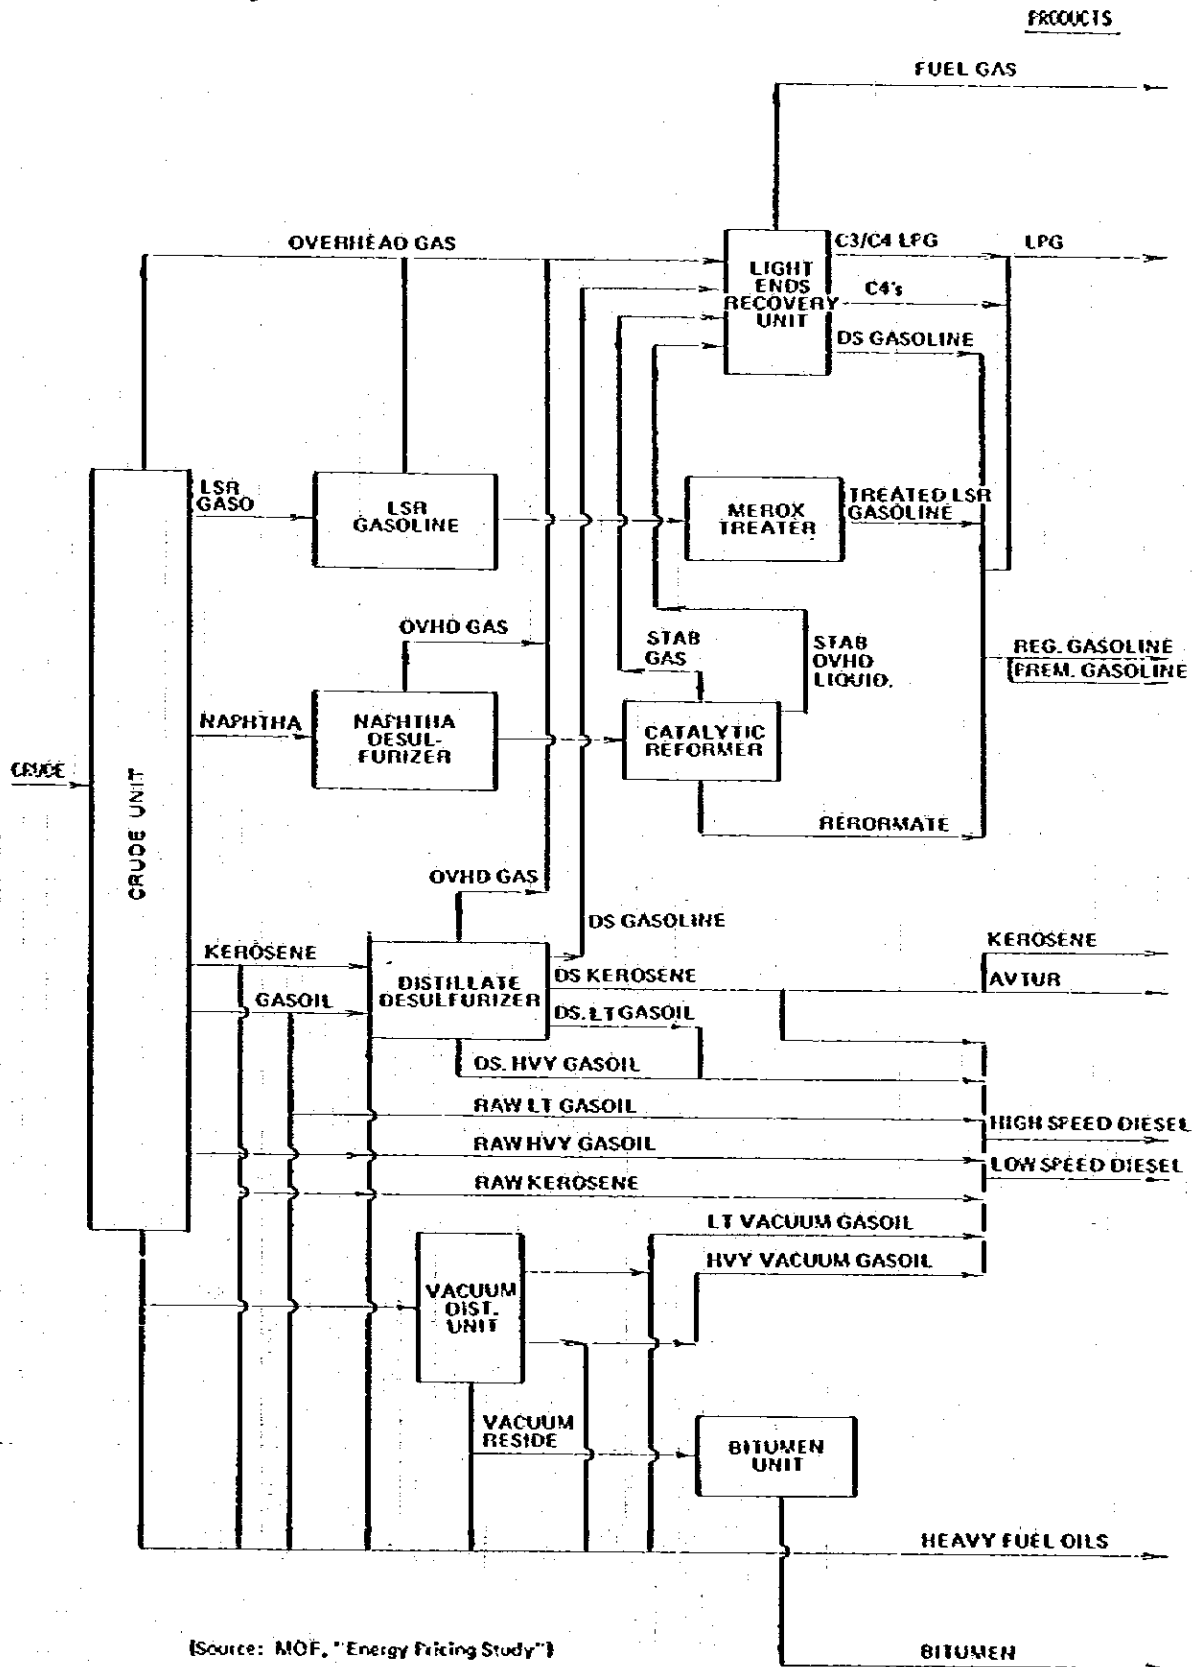 PRODUCTS
FUEL GAS
OVERHEAD GAS
C3/C4 LPG
LPG
LIGHT
ENDS
RECOVERY
UNIT
C4's
DS GASOLINE
LSR
GASO
LSR
GASOLINE
MEROX
TREATER
TREATED LSR
GASOLINE
OVHD GAS
STAB
GAS
STAB
OVHD
LIQUID.
REG. GASOLINE
PREM. GASOLINE
NAPHTHA
NAPHTHA
DESUL-
FURIZER
CATALYTIC
REFORMER
CRUDE
CRUDE UNIT
RERORMATE
OVHD GAS
DS GASOLINE
KEROSENE
KEROSENE
DISTILLATE
DESULFURIZER
DS KEROSENE
AVTUR
GASOIL
DS. LT GASOIL
DS. HVY GASOIL
RAW LT GASOIL
HIGH SPEED DIESEL
RAW HVY GASOIL
LOW SPEED DIESEL
RAW KEROSENE
LT VACUUM GASOIL
HVY VACUUM GASOIL
VACUUM
DIST.
UNIT
VACUUM
RESIDE
BITUMEN
UNIT
HEAVY FUEL OILS
(Source: MOF, "Energy Pricing Study")
BITUMEN